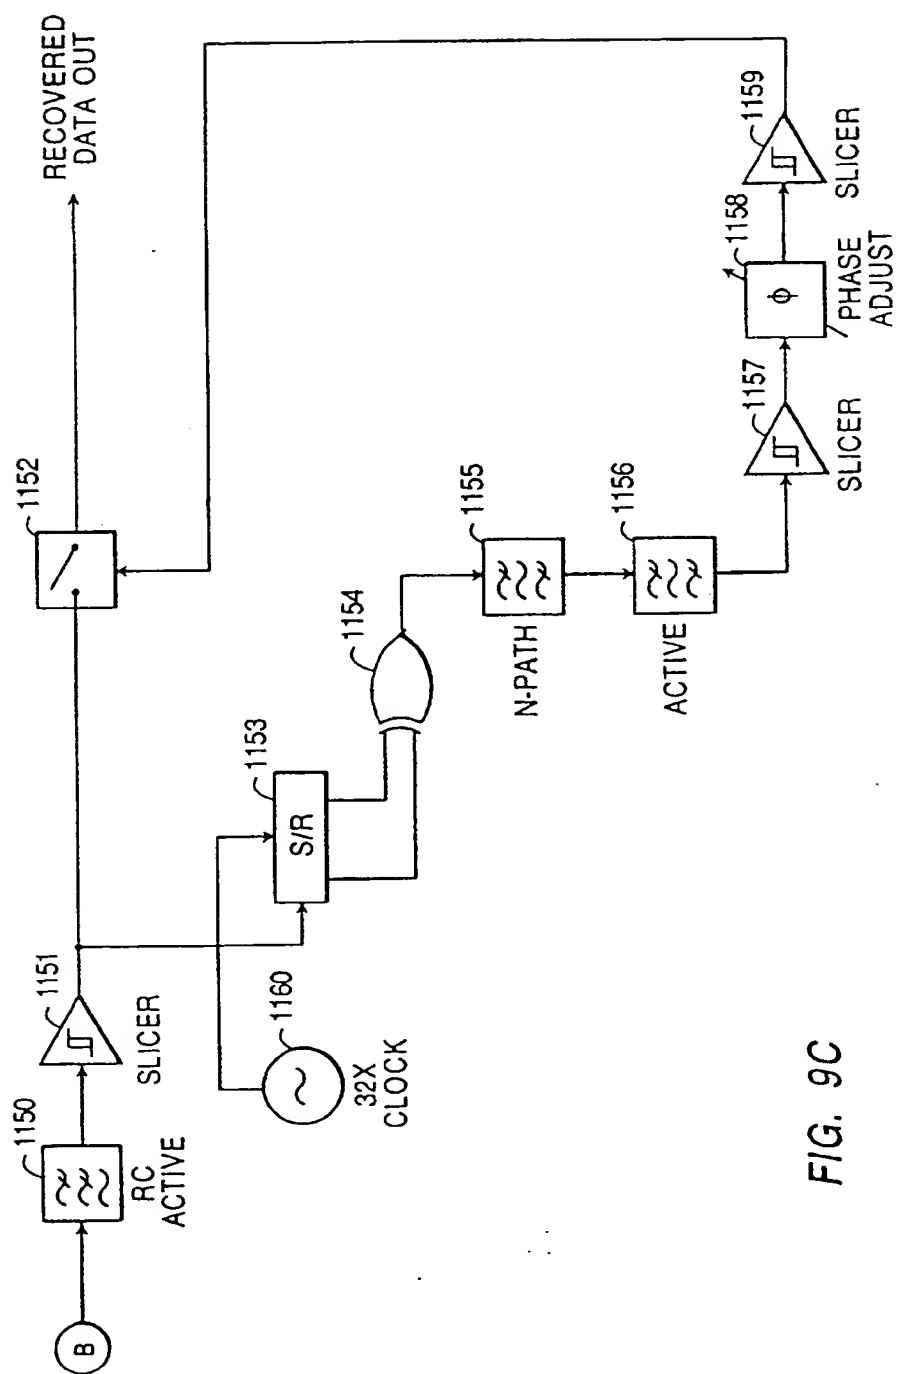 B
1150
RC
ACTIVE
1151
SLICER
1152
RECOVERED
DATA OUT
1160
32X
CLOCK
1153
S/R
1154
1155
N-PATH
1156
ACTIVE
1157
SLICER
1158
Φ
PHASE
ADJUST
1159
SLICER
FIG. 9C